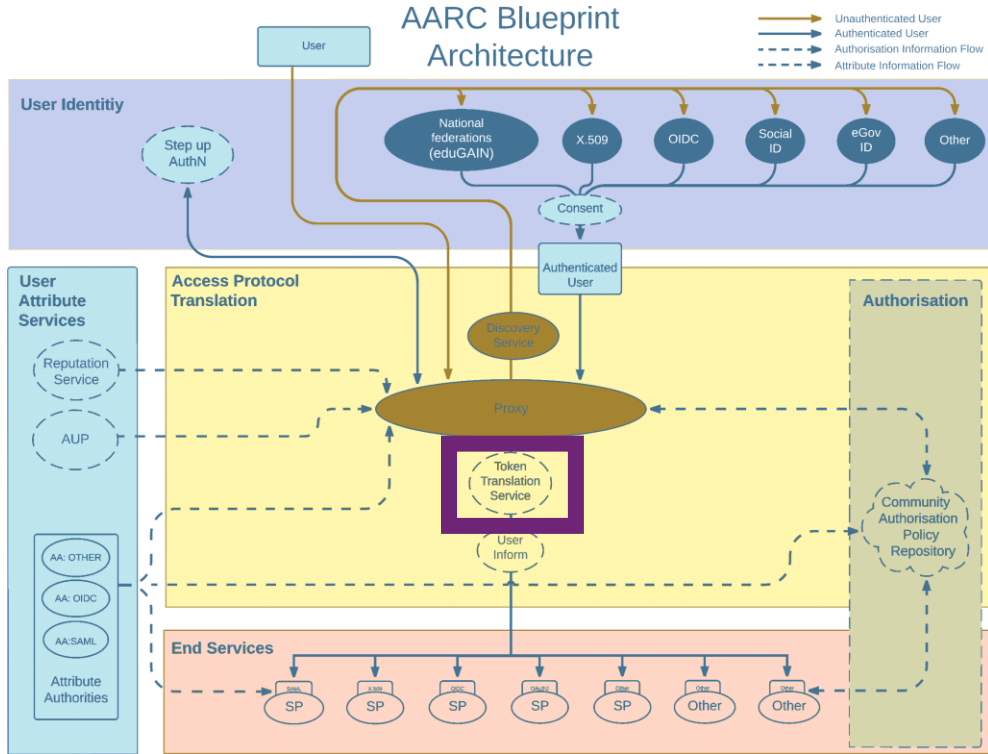 AARC Blueprint
Architecture
User
Unauthenticated User
Authenticated User
Authorisation Information Flow
Attribute Information Flow
User Identitiy
Step up
AuthN
National
federations
(eduGAIN)
X.509
OIDC
Social
ID
eGov
ID
Other
Consent
Authenticated
User
User
Attribute
Services
Reputation
Service
AUP
AA: OTHER
AA: OIDC
AA:SAML
Attribute
Authorities
Access Protocol
Translation
Discovery
Service
Proxy
Token
Translation
Service
User
Inform
Authorisation
Community
Authorisation
Policy
Repository
End Services
SAML
SP
X.509
SP
OIDC
SP
OAuth2
SP
Other
SP
Other
Other
Other
Other